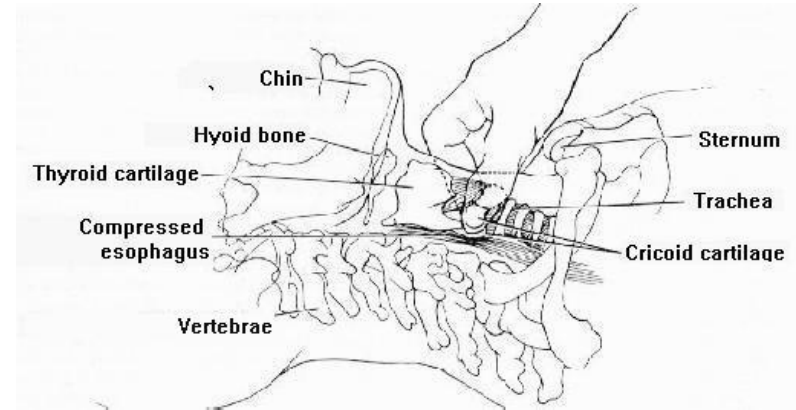 Chin
Hyoid bone
Thyroid cartilage
Compressed
esophagus
Vertebrae
Sternum
Trachea
Cricoid cartilage